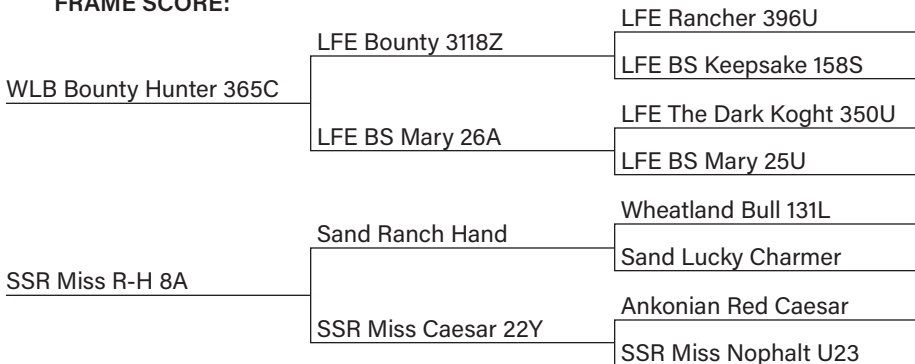 FRAME SCORE:
LFE Rancher 396U
LFE Bounty 3118Z
LFE BS Keepsake 158S
WLB Bounty Hunter 365C
LFE The Dark Koght 350U
LFE BS Mary 26A
LFE BS Mary 25U
Wheatland Bull 131L
Sand Ranch Hand
Sand Lucky Charmer
SSR Miss R-H 8A
Ankonian Red Caesar
SSR Miss Caesar 22Y
SSR Miss Nophalt U23